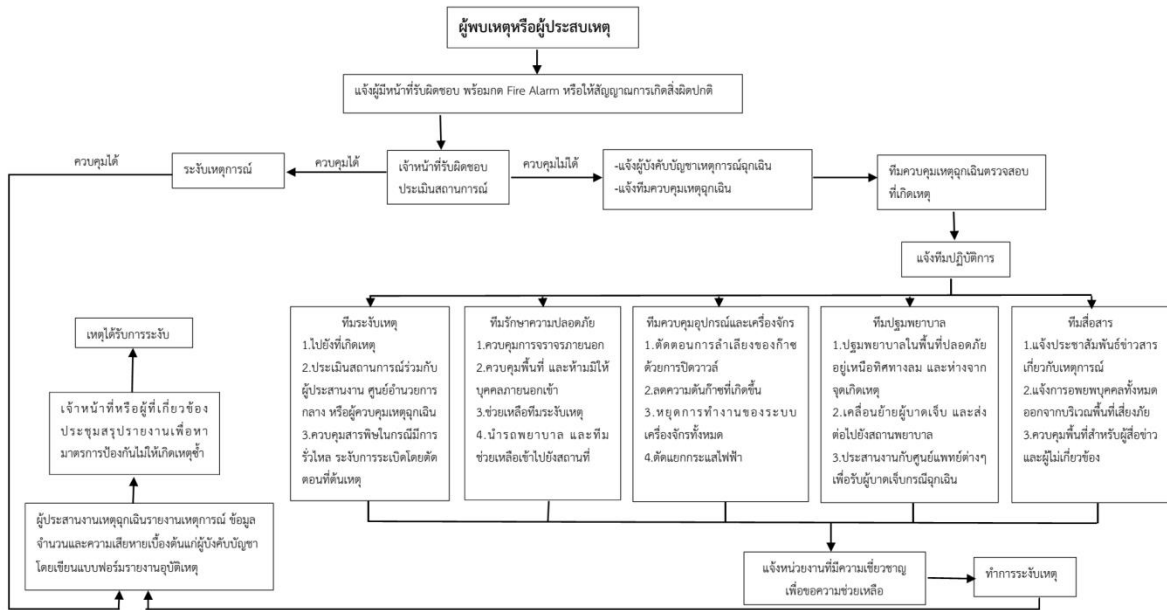 ผู้พบเหตุหรือผู้ประสบเหตุ
แจ้งผู้มีหน้าที่รับผิดชอบ พร้อมกด Fire Alarm หรือให้สัญญาณการเกิดสิ่งผิดปกติ
ควบคุมได้
ระงับเหตุการณ์
ควบคุมได้
เจ้าหน้าที่รับผิดชอบ
ประเมินสถานการณ์
ควบคุมไม่ได้
-แจ้งผู้บังคับบัญชาเหตุการณ์ฉุกเฉิน
-แจ้งทีมควบคุมเหตุฉุกเฉิน
ทีมควบคุมเหตุฉุกเฉินตรวจสอบ
ที่เกิดเหตุ
แจ้งทีมปฏิบัติการ
ทีมระงับเหตุ
1.ไปยังที่เกิดเหตุ
2.ประเมินสถานการณ์ร่วมกับ
ผู้ประสานงาน ศูนย์อำนวยการ
กลาง หรือผู้ควบคุมเหตุฉุกเฉิน
3.ควบคุมสารพิษในกรณีมีการ
รั่วไหล ระงับการระเบิดโดยตัด
ตอนที่ต้นเหตุ
ทีมรักษาความปลอดภัย
1.ควบคุมการจราจรภายนอก
2.ควบคุมพื้นที่ และห้ามมิให้
บุคคลภายนอกเข้า
3.ช่วยเหลือทีมระงับเหตุ
4.นำรถพยาบาล และทีม
ช่วยเหลือเข้าไปยังสถานที่
ทีมควบคุมอุปกรณ์และเครื่องจักร
1.ตัดตอนการลำเลียงของก๊าซ
ด้วยการปิดวาวล์
2.ลดความดันก๊าซที่เกิดขึ้น
3.หยุดการทำงานของระบบ
เครื่องจักรทั้งหมด
4.ตัดแยกกระแสไฟฟ้า
ทีมปฐมพยาบาล
1.ปฐมพยาบาลในพื้นที่ปลอดภัย
อยู่เหนือทิศทางลม และห่างจาก
จุดเกิดเหตุ
2.เคลื่อนย้ายผู้บาดเจ็บ และส่ง
ต่อไปยังสถานพยาบาล
3.ประสานงานกับศูนย์แพทย์ต่างๆ
เพื่อรับผู้บาดเจ็บกรณีฉุกเฉิน
ทีมสื่อสาร
1.แจ้งประชาสัมพันธ์ข่าวสาร
เกี่ยวกับเหตุการณ์
2.แจ้งการอพยพบุคคลทั้งหมด
ออกจากบริเวณพื้นที่เสี่ยงภัย
3.ควบคุมพื้นที่สำหรับผู้สื่อข่าว
และผู้ไม่เกี่ยวข้อง
แจ้งหน่วยงานที่มีความเชี่ยวชาญ
เพื่อขอความช่วยเหลือ
ทำการระงับเหตุ
ผู้ประสานงานเหตุฉุกเฉินรายงานเหตุการณ์ ข้อมูล
จำนวนและความเสียหายเบื้องต้นแก่ผู้บังคับบัญชา
โดยเขียนแบบฟอร์มรายงานอุบัติเหตุ
เจ้าหน้าที่หรือผู้ที่เกี่ยวข้อง
ประชุมสรุปรายงานเพื่อหา
มาตรการป้องกันไม่ให้เกิดเหตุซ้ำ
เหตุได้รับการระงับ